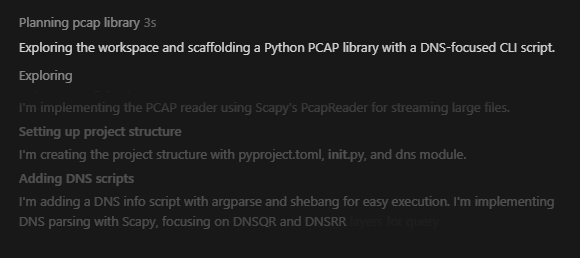 Planning pcap library 3s
Exploring the workspace and scaffolding a Python PCAP library with a DNS-focused CLI script.
Exploring
I'm implementing the PCAP reader using Scapy's PcapReader for streaming large files.
Setting up project structure
I'm creating the project structure with pyproject.toml, init.py, and dns module.
Adding DNS scripts
I'm adding a DNS info script with argparse and shebang for easy execution. I'm implementing
DNS parsing with Scapy, focusing on DNSQR and DNSRR layers for query